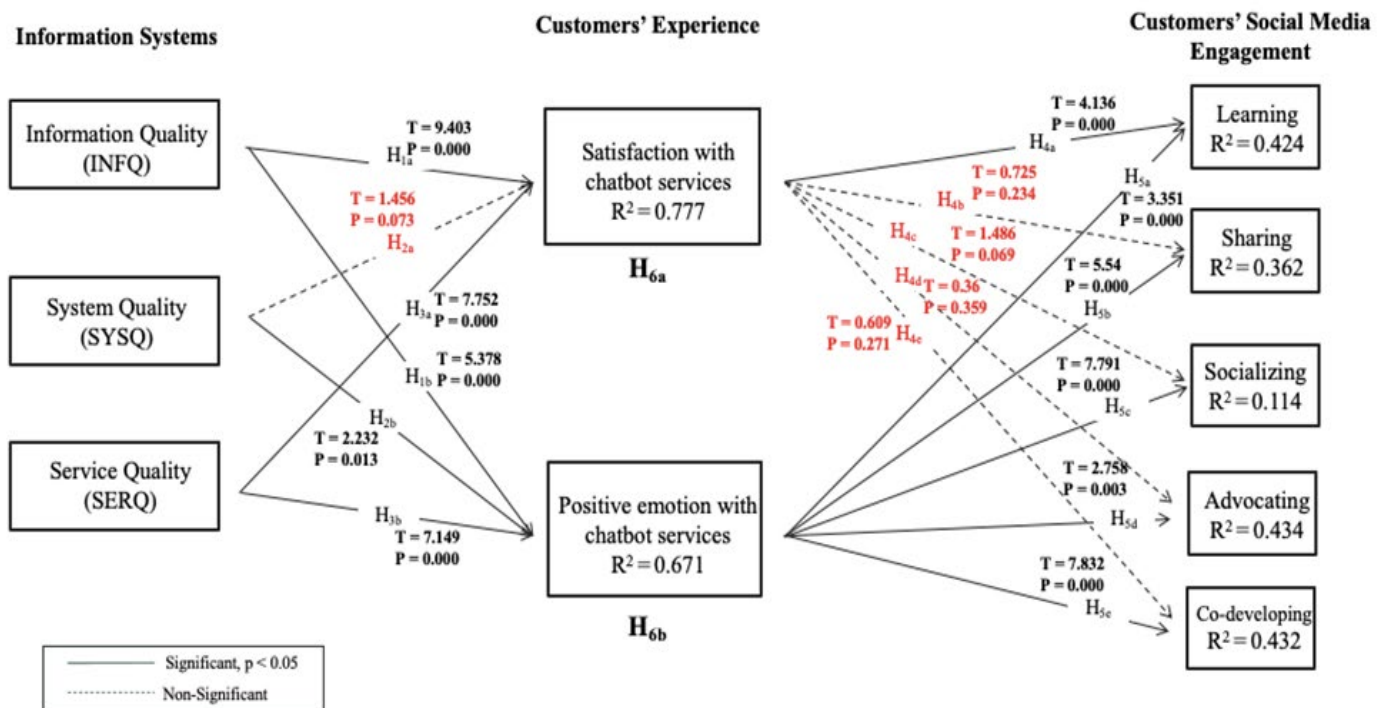 Information Systems
Customers’ Experience
Customers’ Social Media
Engagement
Information Quality
(INFQ)
System Quality
(SYSQ)
Service Quality
(SERQ)
T = 9.403
P = 0.000
H1a
T = 1.456
P = 0.073
H2a
T = 7.752
P = 0.000
H3a
T = 5.378
P = 0.000
H1b
H2b
T = 2.232
P = 0.013
H3b
T = 7.149
P = 0.000
Satisfaction with
chatbot services
R2 = 0.777
H6a
Positive emotion with
chatbot services
R2 = 0.671
H6b
T = 4.136
P = 0.000
H4a
T = 0.725
P = 0.234
H4b
H4c
T = 1.486
P = 0.069
H4d
T = 0.36
P = 0.359
T = 0.609
P = 0.271
H4e
H5a
T = 3.351
P = 0.000
T = 5.54
P = 0.000
H5b
T = 7.791
P = 0.000
H5c
T = 2.758
P = 0.003
H5d
T = 7.832
P = 0.000
H5e
Learning
R2 = 0.424
Sharing
R2 = 0.362
Socializing
R2 = 0.114
Advocating
R2 = 0.434
Co-developing
R2 = 0.432
Significant, p < 0.05
Non-Significant